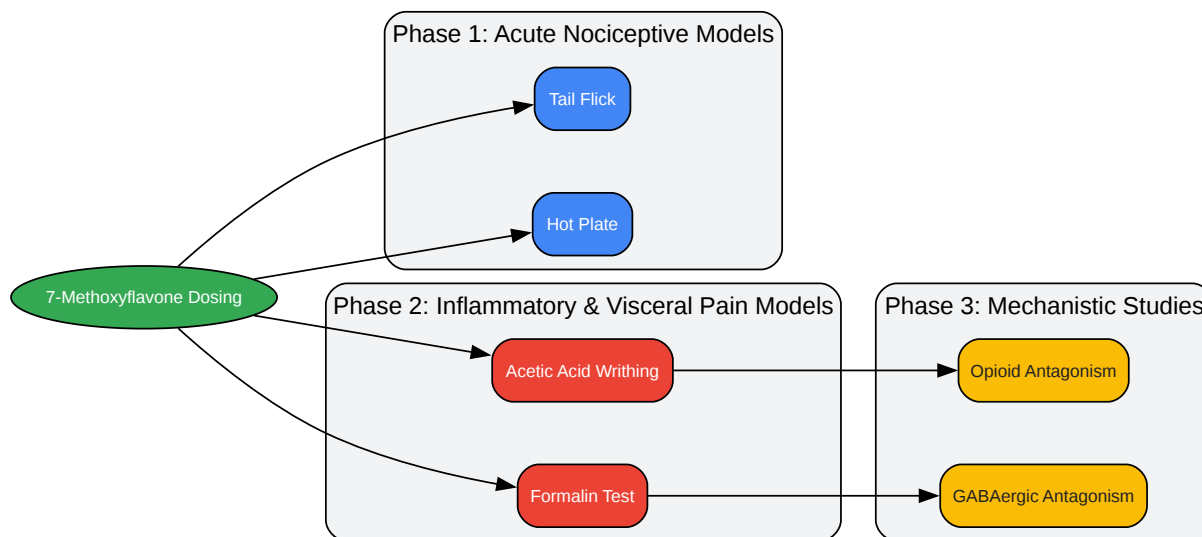 Phase 1: Acute Nociceptive Models
Tail Flick
Hot Plate
7-Methoxyflavone Dosing
Phase 2: Inflammatory & Visceral Pain Models
Acetic Acid Writhing
Formalin Test
Phase 3: Mechanistic Studies
Opioid Antagonism
GABAergic Antagonism